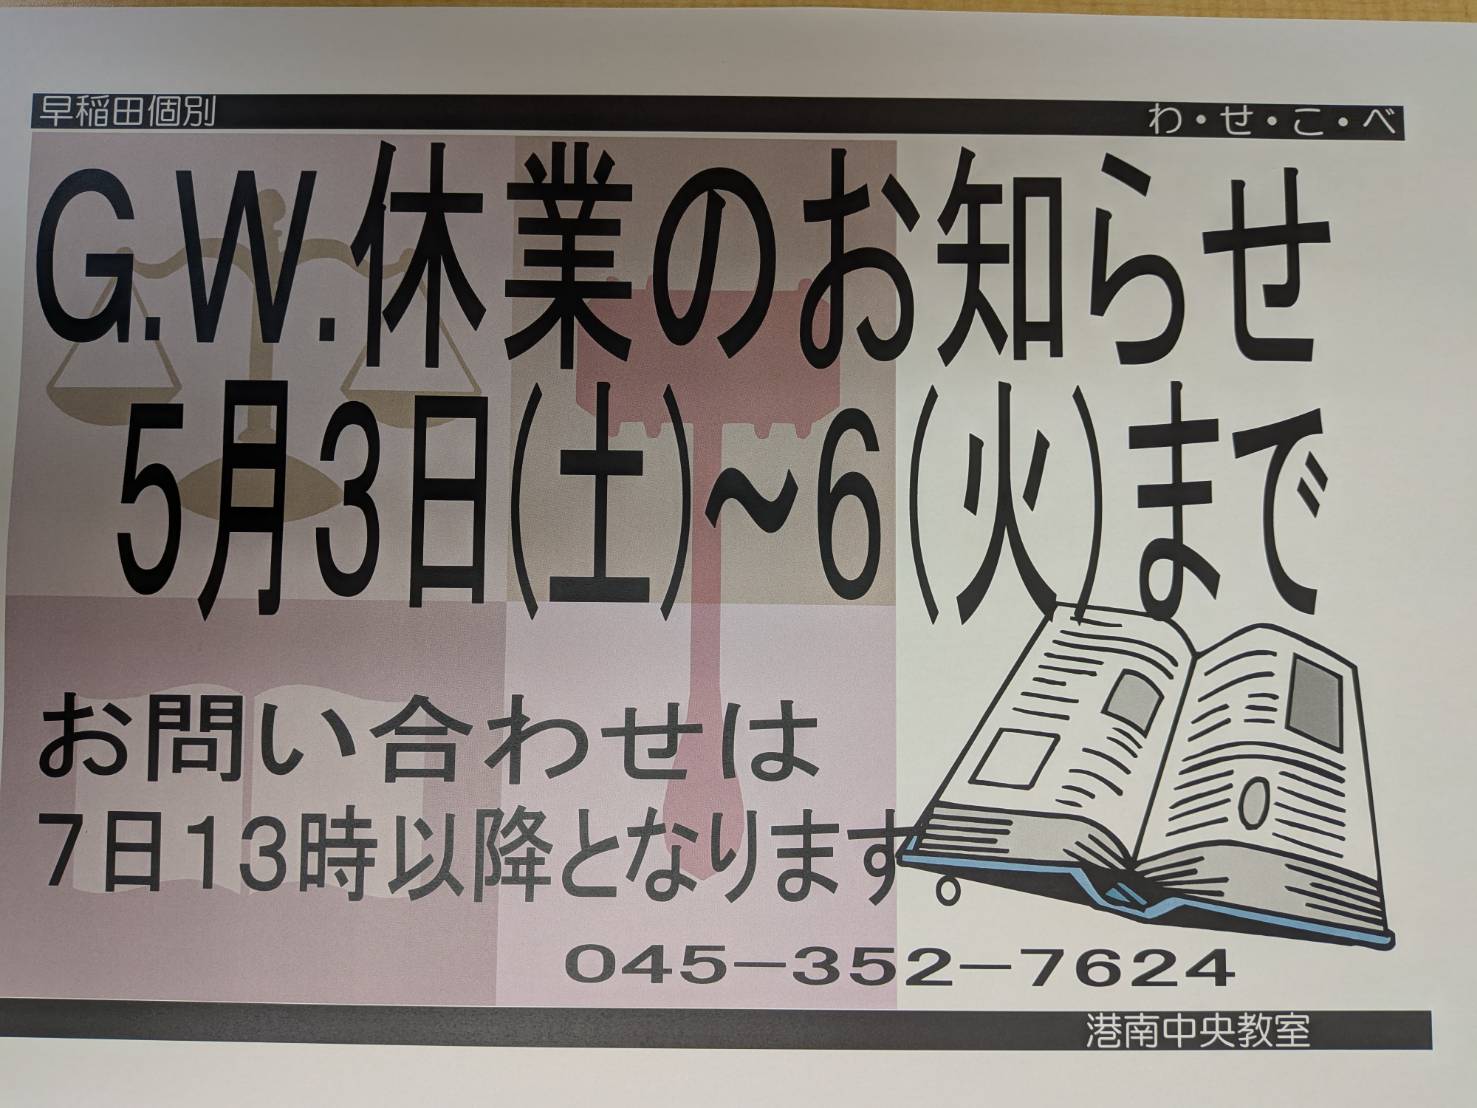 早稲田個別
わ・せ・こ・べ
G.W.休業のお知らせ
5月3日(土)~6(火)まで
お問い合わせは
7日13時以降となります。
045-352-7624
港南中央教室